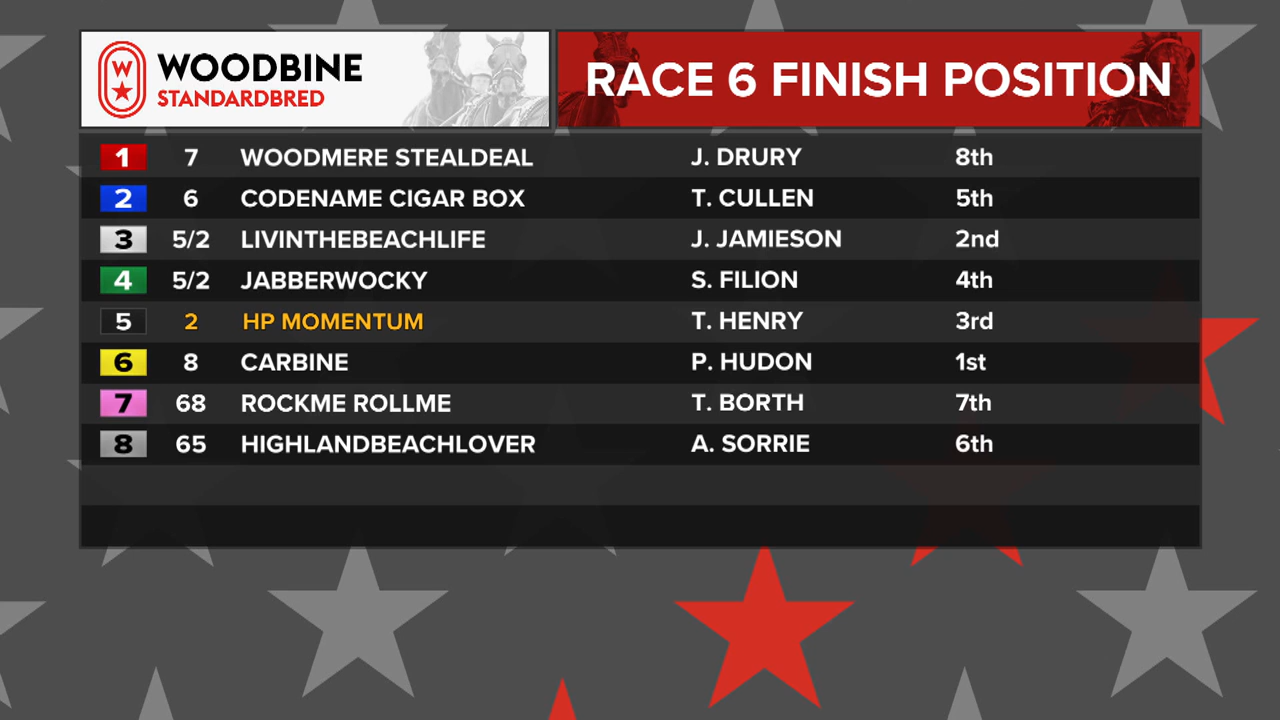 W
WOODBINE
STANDARDBRED
RACE 6 FINISH POSITION
1 7 WOODMERE STEALDEAL J. DRURY 8th
2 6 CODENAME CIGAR BOX T. CULLEN 5th
3 5/2 LIVINTHEBEACHLIFE J. JAMIESON 2nd
4 5/2 JABBERWOCKY S. FILION 4th
5 2 HP MOMENTUM T. HENRY 3rd
6 8 CARBINE P. HUDON 1st
7 68 ROCKME ROLLME T. BORTH 7th
8 65 HIGHLANDBEACHLOVER A. SORRIE 6th